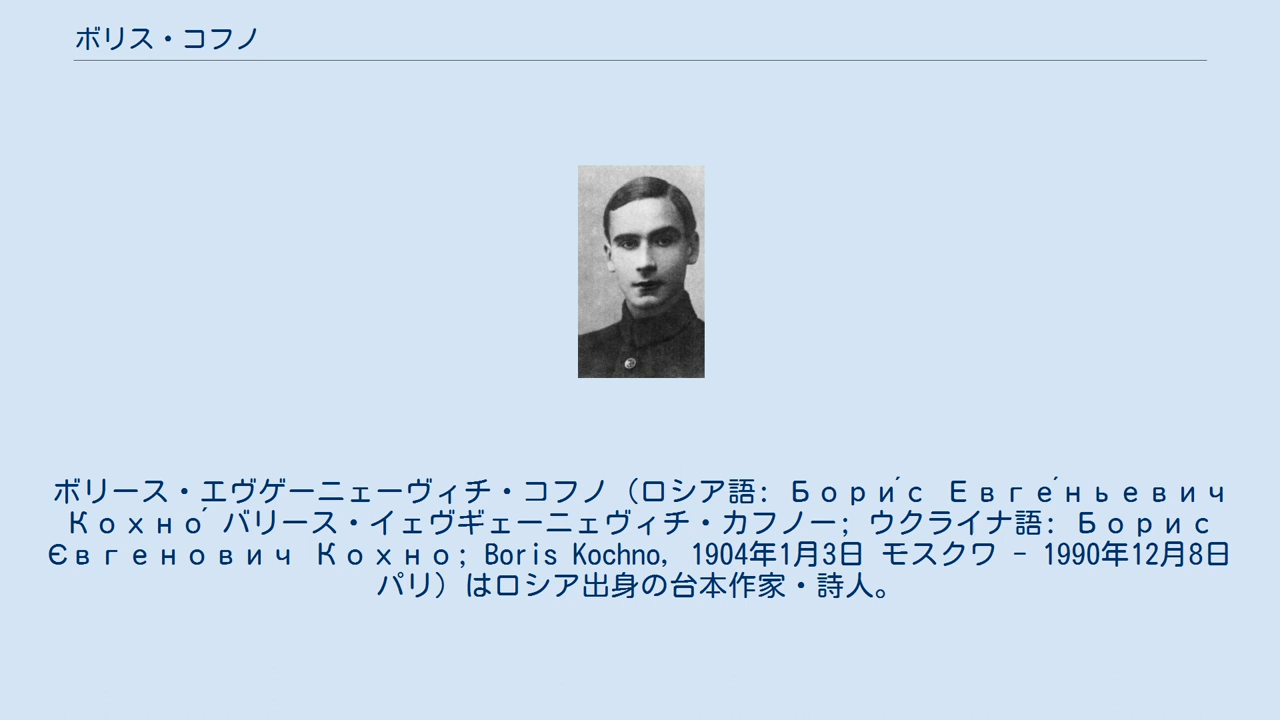 ボリス・コフノ
ボリース・エヴゲーニェーヴィチ・コフノ（ロシア語: Бори́с Евге́ньевич
Кохно́ バリース・イェヴギェーニェヴィチ・カフノー; ウクライナ語: Борис
Євгенович Кохно; Boris Kochno, 1904年1月3日 モスクワ - 1990年12月8日
パリ）はロシア出身の台本作家・詩人。